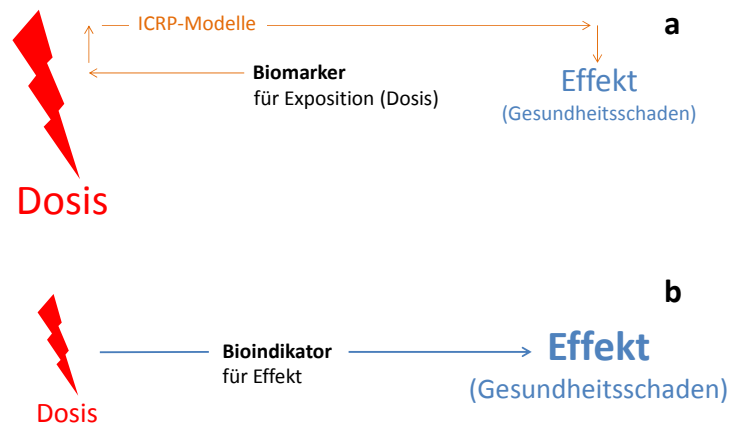 ICRP-Modelle
a
Biomarker
für Exposition (Dosis)
Effekt
(Gesundheitsschaden)
Dosis
b
Bioindikator
für Effekt
Effekt
(Gesundheitsschaden)
Dosis